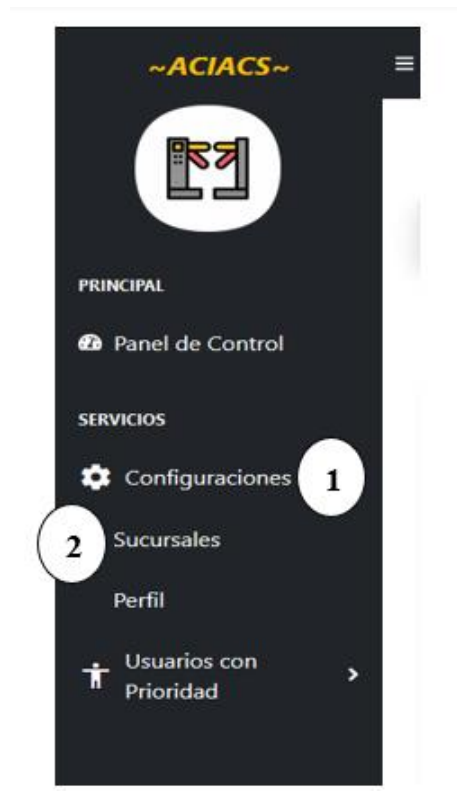 ~ACIACS~
PRINCIPAL
Panel de Control
SERVICIOS
Configuraciones 1
2 Sucursales
Perfil
Usuarios con
Prioridad